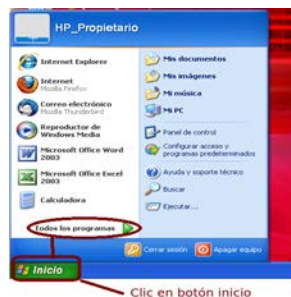 HP_Propietario
Internet Explorer
Internet
Mozilla Firefox
Correo electrónico
Mozilla Thunderbird
Reproductor de
Windows Media
Microsoft Office Word
2003
Microsoft Office Excel
2003
Calculadora
Todos los programas
Mis documentos
Mis imágenes
Mi música
Mi PC
Panel de control
Configurar acceso y
programas predeterminados
Ayuda y soporte técnico
Buscar
Ejecutar...
Cerrar sesión
Apagar equipo
Inicio
Clic en botón inicio